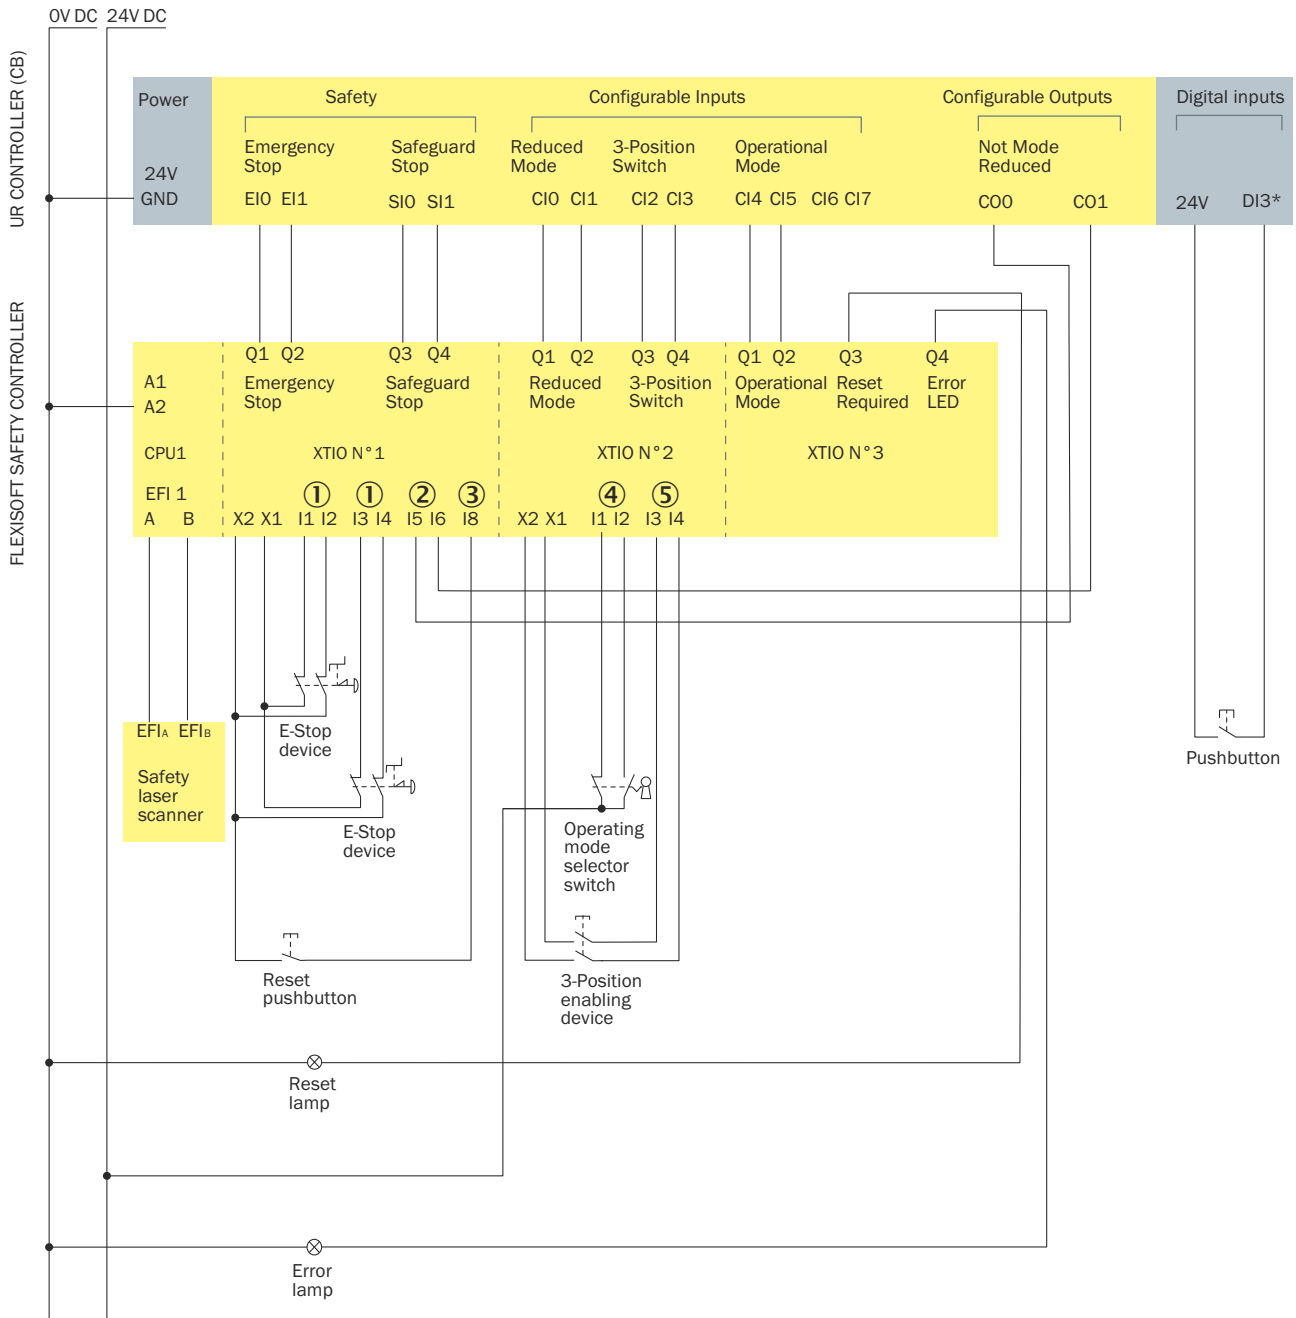 0V DC 24V DC
UR CONTROLLER (CB)
Power
Safety
Configurable Inputs
Configurable Outputs
Digital inputs
Emergency
Stop
Safeguard
Stop
Reduced
Mode
3-Position
Switch
Operational
Mode
Not Mode
Reduced
24V
GND
EI0 EI1
SI0 SI1
CI0 CI1
CI2 CI3
CI4 CI5 CI6 CI7
CO0
CO1
24V
DI3*
FLEXISOFT SAFETY CONTROLLER
Q1 Q2
Q3 Q4
Q1 Q2
Q3 Q4
Q1 Q2
Q3
Q4
A1
A2
Emergency
Stop
Safeguard
Stop
Reduced
Mode
3-Position
Switch
Operational
Mode
Reset
Required
Error
LED
CPU1
XTIO N°1
XTIO N°2
XTIO N°3
EFI 1
① ① ② ③
④ ⑤
A B
X2 X1 I1 I2 I3 I4 I5 I6 I8
X2 X1 I1 I2 I3 I4
EFIA EFIB
Safety
laser
scanner
E-Stop
device
E-Stop
device
Operating
mode
selector
switch
Pushbutton
Reset
pushbutton
3-Position
enabling
device
Reset
lamp
Error
lamp